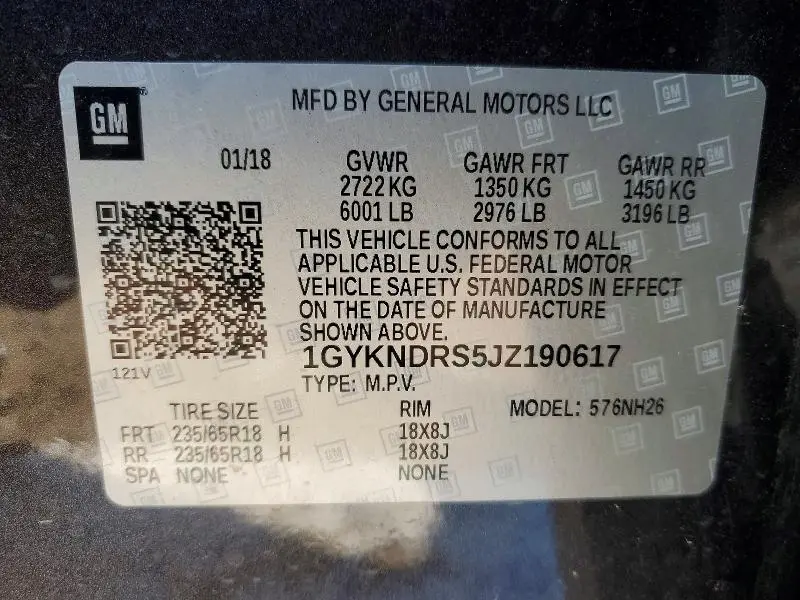 GM
MFD BY GENERAL MOTORS LLC
01/18 GVWR GAWR FRT GAWR RR
2722 KG 1350 KG 1450 KG
6001 LB 2976 LB 3196 LB
THIS VEHICLE CONFORMS TO ALL
APPLICABLE U.S. FEDERAL MOTOR
VEHICLE SAFETY STANDARDS IN EFFECT
ON THE DATE OF MANUFACTURE
SHOWN ABOVE.
1GYKNDRS5JZ190617
121V
TYPE: M.P.V.
TIRE SIZE RIM MODEL: 576NH26
FRT 235/65R18 H 18X8J
RR 235/65R18 H 18X8J
SPA NONE NONE